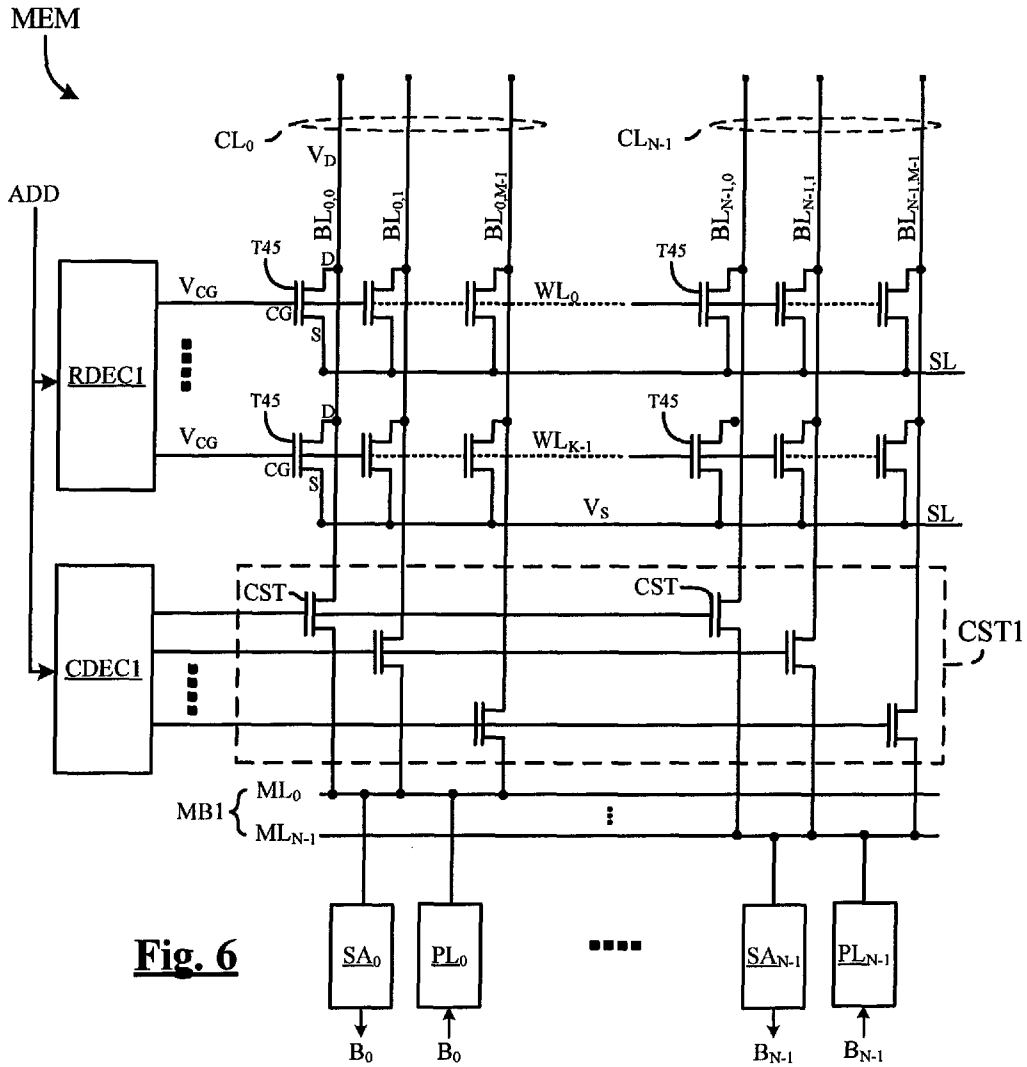 MEM
CL0
CLN-1
VD
ADD
BL0,0
BL0,1
BL0,M-1
BLN-1,0
BLN-1,1
BLN-1,M-1
T45
D
T45
VCG
CG
WL0
S
RDEC1
SL
T45
D
T45
VCG
CG
WLK-1
S
VS
SL
CST
CST
CST1
CDEC1
ML0
MB1
MLN-1
Fig. 6
SA0
PL0
SAN-1
PLN-1
B0
B0
BN-1
BN-1